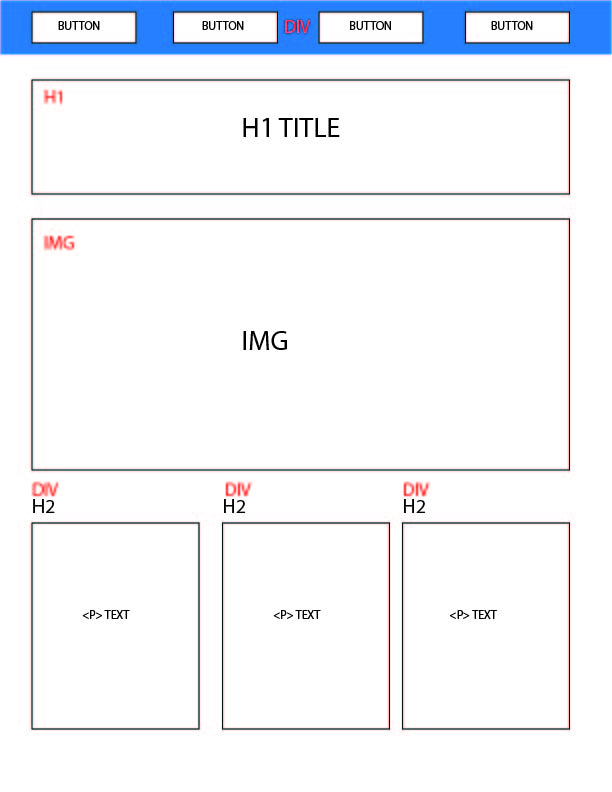 BUTTON BUTTON DIV BUTTON BUTTON
H1
H1 TITLE
IMG
IMG
DIV DIV DIV
H2 H2 H2
<P> TEXT <P> TEXT <P> TEXT